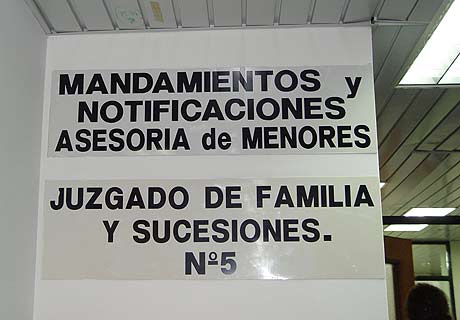 MANDAMIENTOS y
NOTIFICACIONES
ASESORIA de MENORES
JUZGADO DE FAMILIA
Y SUCESIONES.
Nº5